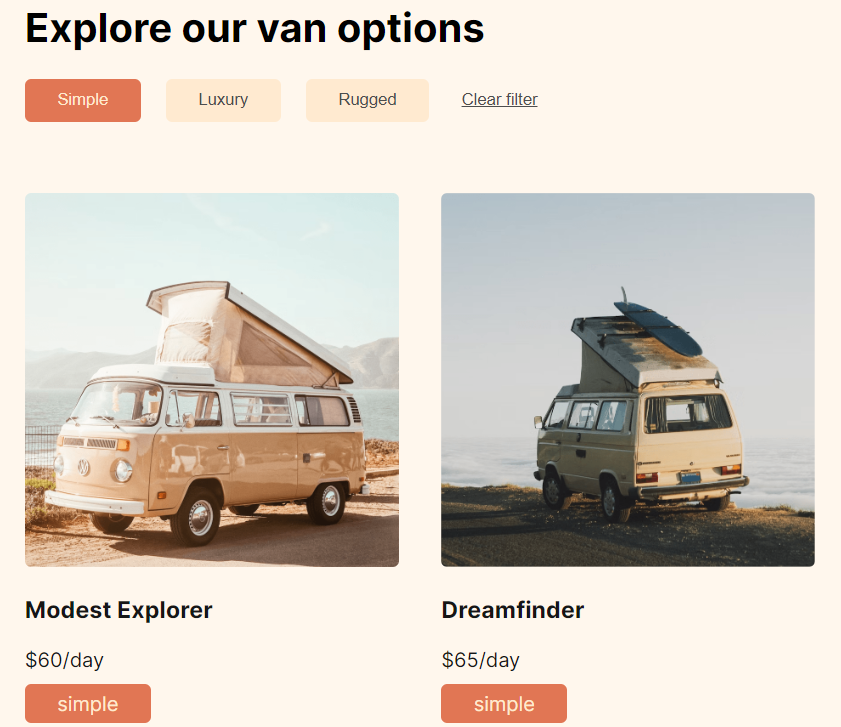 Explore our van options
Simple Luxury Rugged Clear filter
Modest Explorer Dreamfinder
$60/day $65/day
simple simple